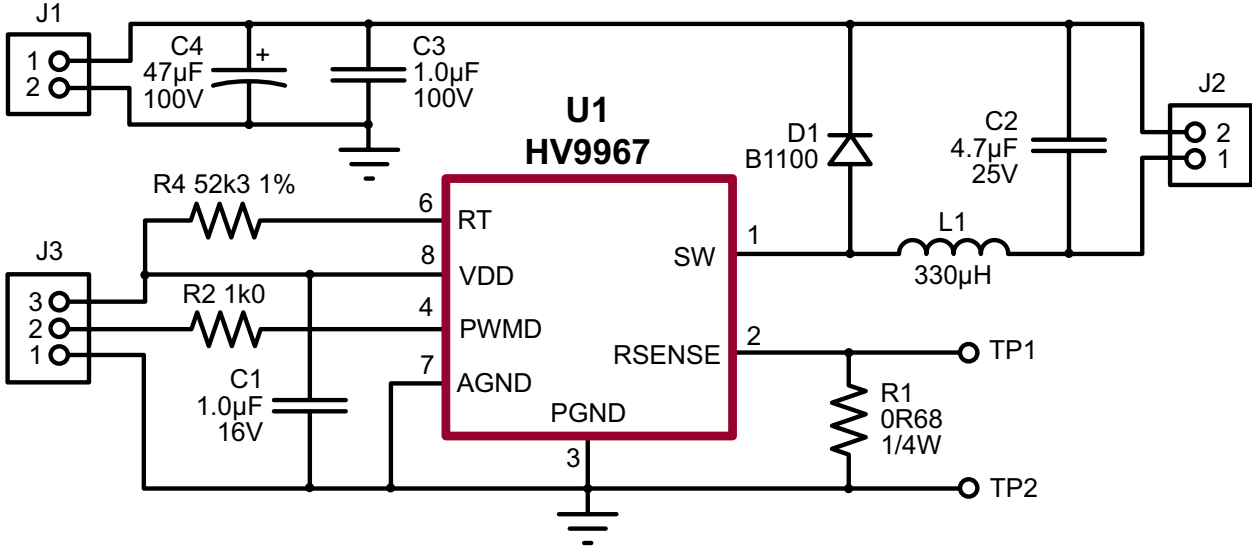 J1
1
2
C4
47µF
100V
+
C3
1.0µF
100V
U1
HV9967
D1
B1100
C2
4.7µF
25V
J2
2
1
R4 52k3 1%
6
RT
J3
3
2
1
8
VDD
R2 1k0
4
PWMD
7
AGND
C1
1.0µF
16V
PGND
3
SW
1
L1
330µH
RSENSE
2
TP1
R1
0R68
1/4W
TP2